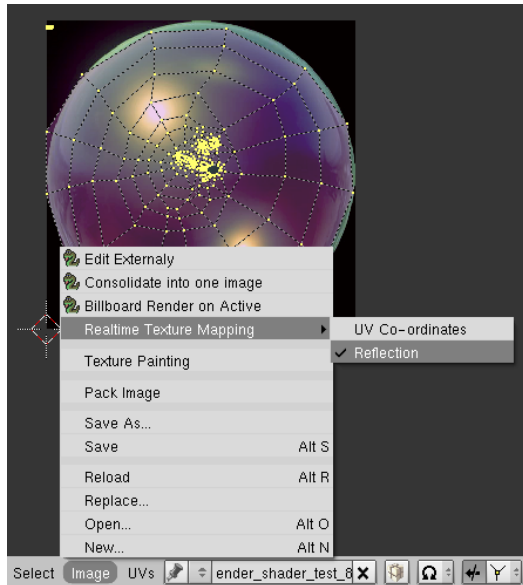 Edit Externaly
Consolidate into one image
Billboard Render on Active
Realtime Texture Mapping
UV Co-ordinates
Reflection
Texture Painting
Pack Image
Save As...
Save Alt S
Reload Alt R
Replace...
Open... Alt O
New... Alt N
Select Image UVs ender_shader_test_8